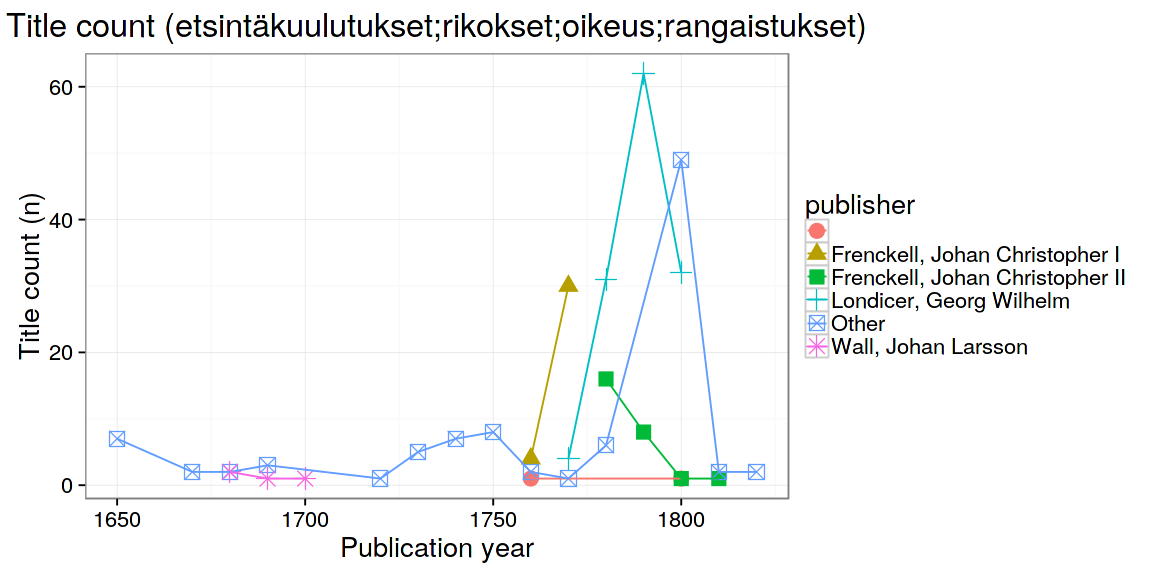 Title count (etsintäkuulutukset;rikokset;oikeus;rangaistukset)
60
40
20
0
Title count (n)
1650 1700 1750 1800
Publication year
publisher
Frenckell, Johan Christopher I
Frenckell, Johan Christopher II
Londicer, Georg Wilhelm
Other
Wall, Johan Larsson